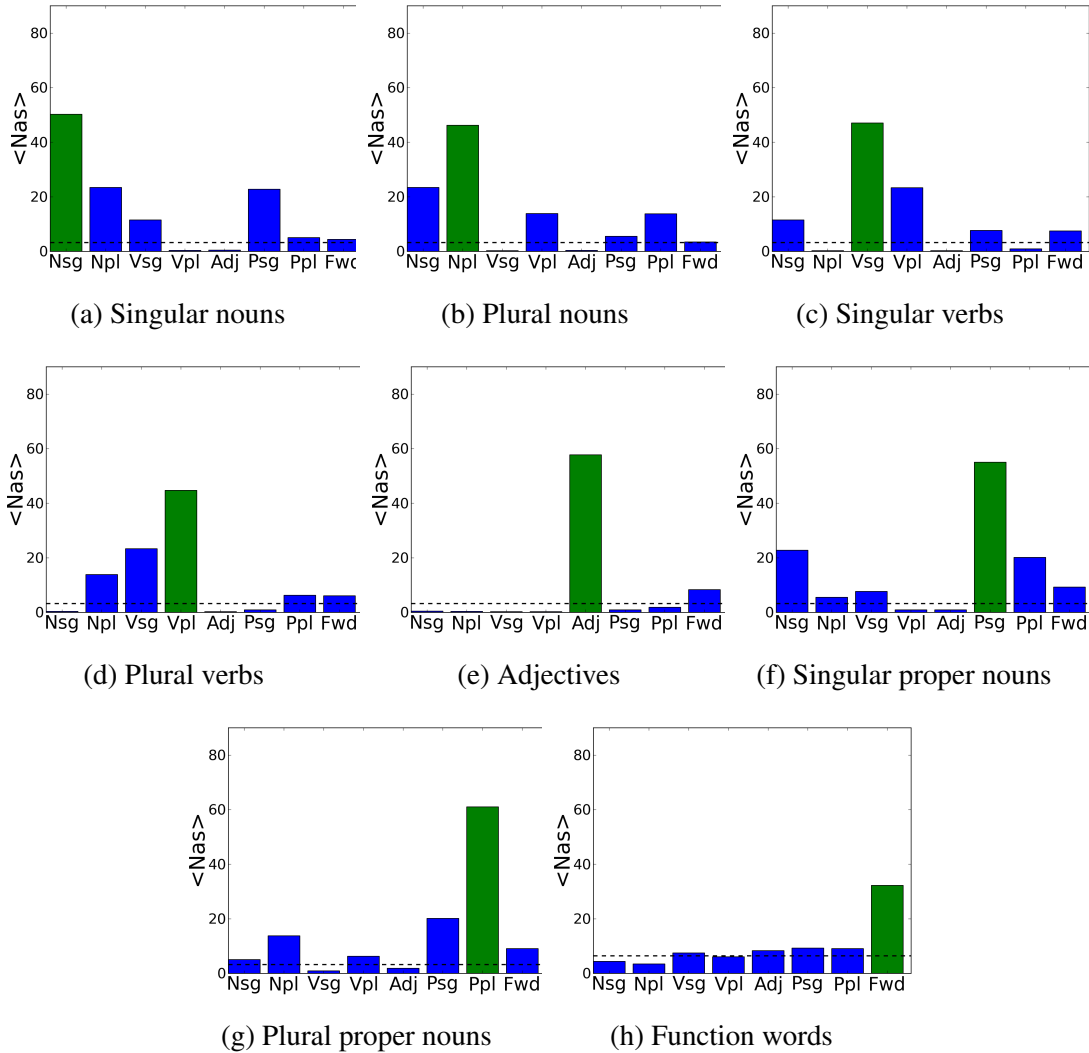 80
60
40
20
0
<Nas>
Nsg Npl Vsg Vpl Adj Psg Ppl Fwd
(a) Singular nouns
80
60
40
20
0
<Nas>
Nsg Npl Vsg Vpl Adj Psg Ppl Fwd
(b) Plural nouns
80
60
40
20
0
<Nas>
Nsg Npl Vsg Vpl Adj Psg Ppl Fwd
(c) Singular verbs
80
60
40
20
0
<Nas>
Nsg Npl Vsg Vpl Adj Psg Ppl Fwd
(d) Plural verbs
80
60
40
20
0
<Nas>
Nsg Npl Vsg Vpl Adj Psg Ppl Fwd
(e) Adjectives
80
60
40
20
0
<Nas>
Nsg Npl Vsg Vpl Adj Psg Ppl Fwd
(f) Singular proper nouns
80
60
40
20
0
<Nas>
Nsg Npl Vsg Vpl Adj Psg Ppl Fwd
(g) Plural proper nouns
80
60
40
20
0
<Nas>
Nsg Npl Vsg Vpl Adj Psg Ppl Fwd
(h) Function words